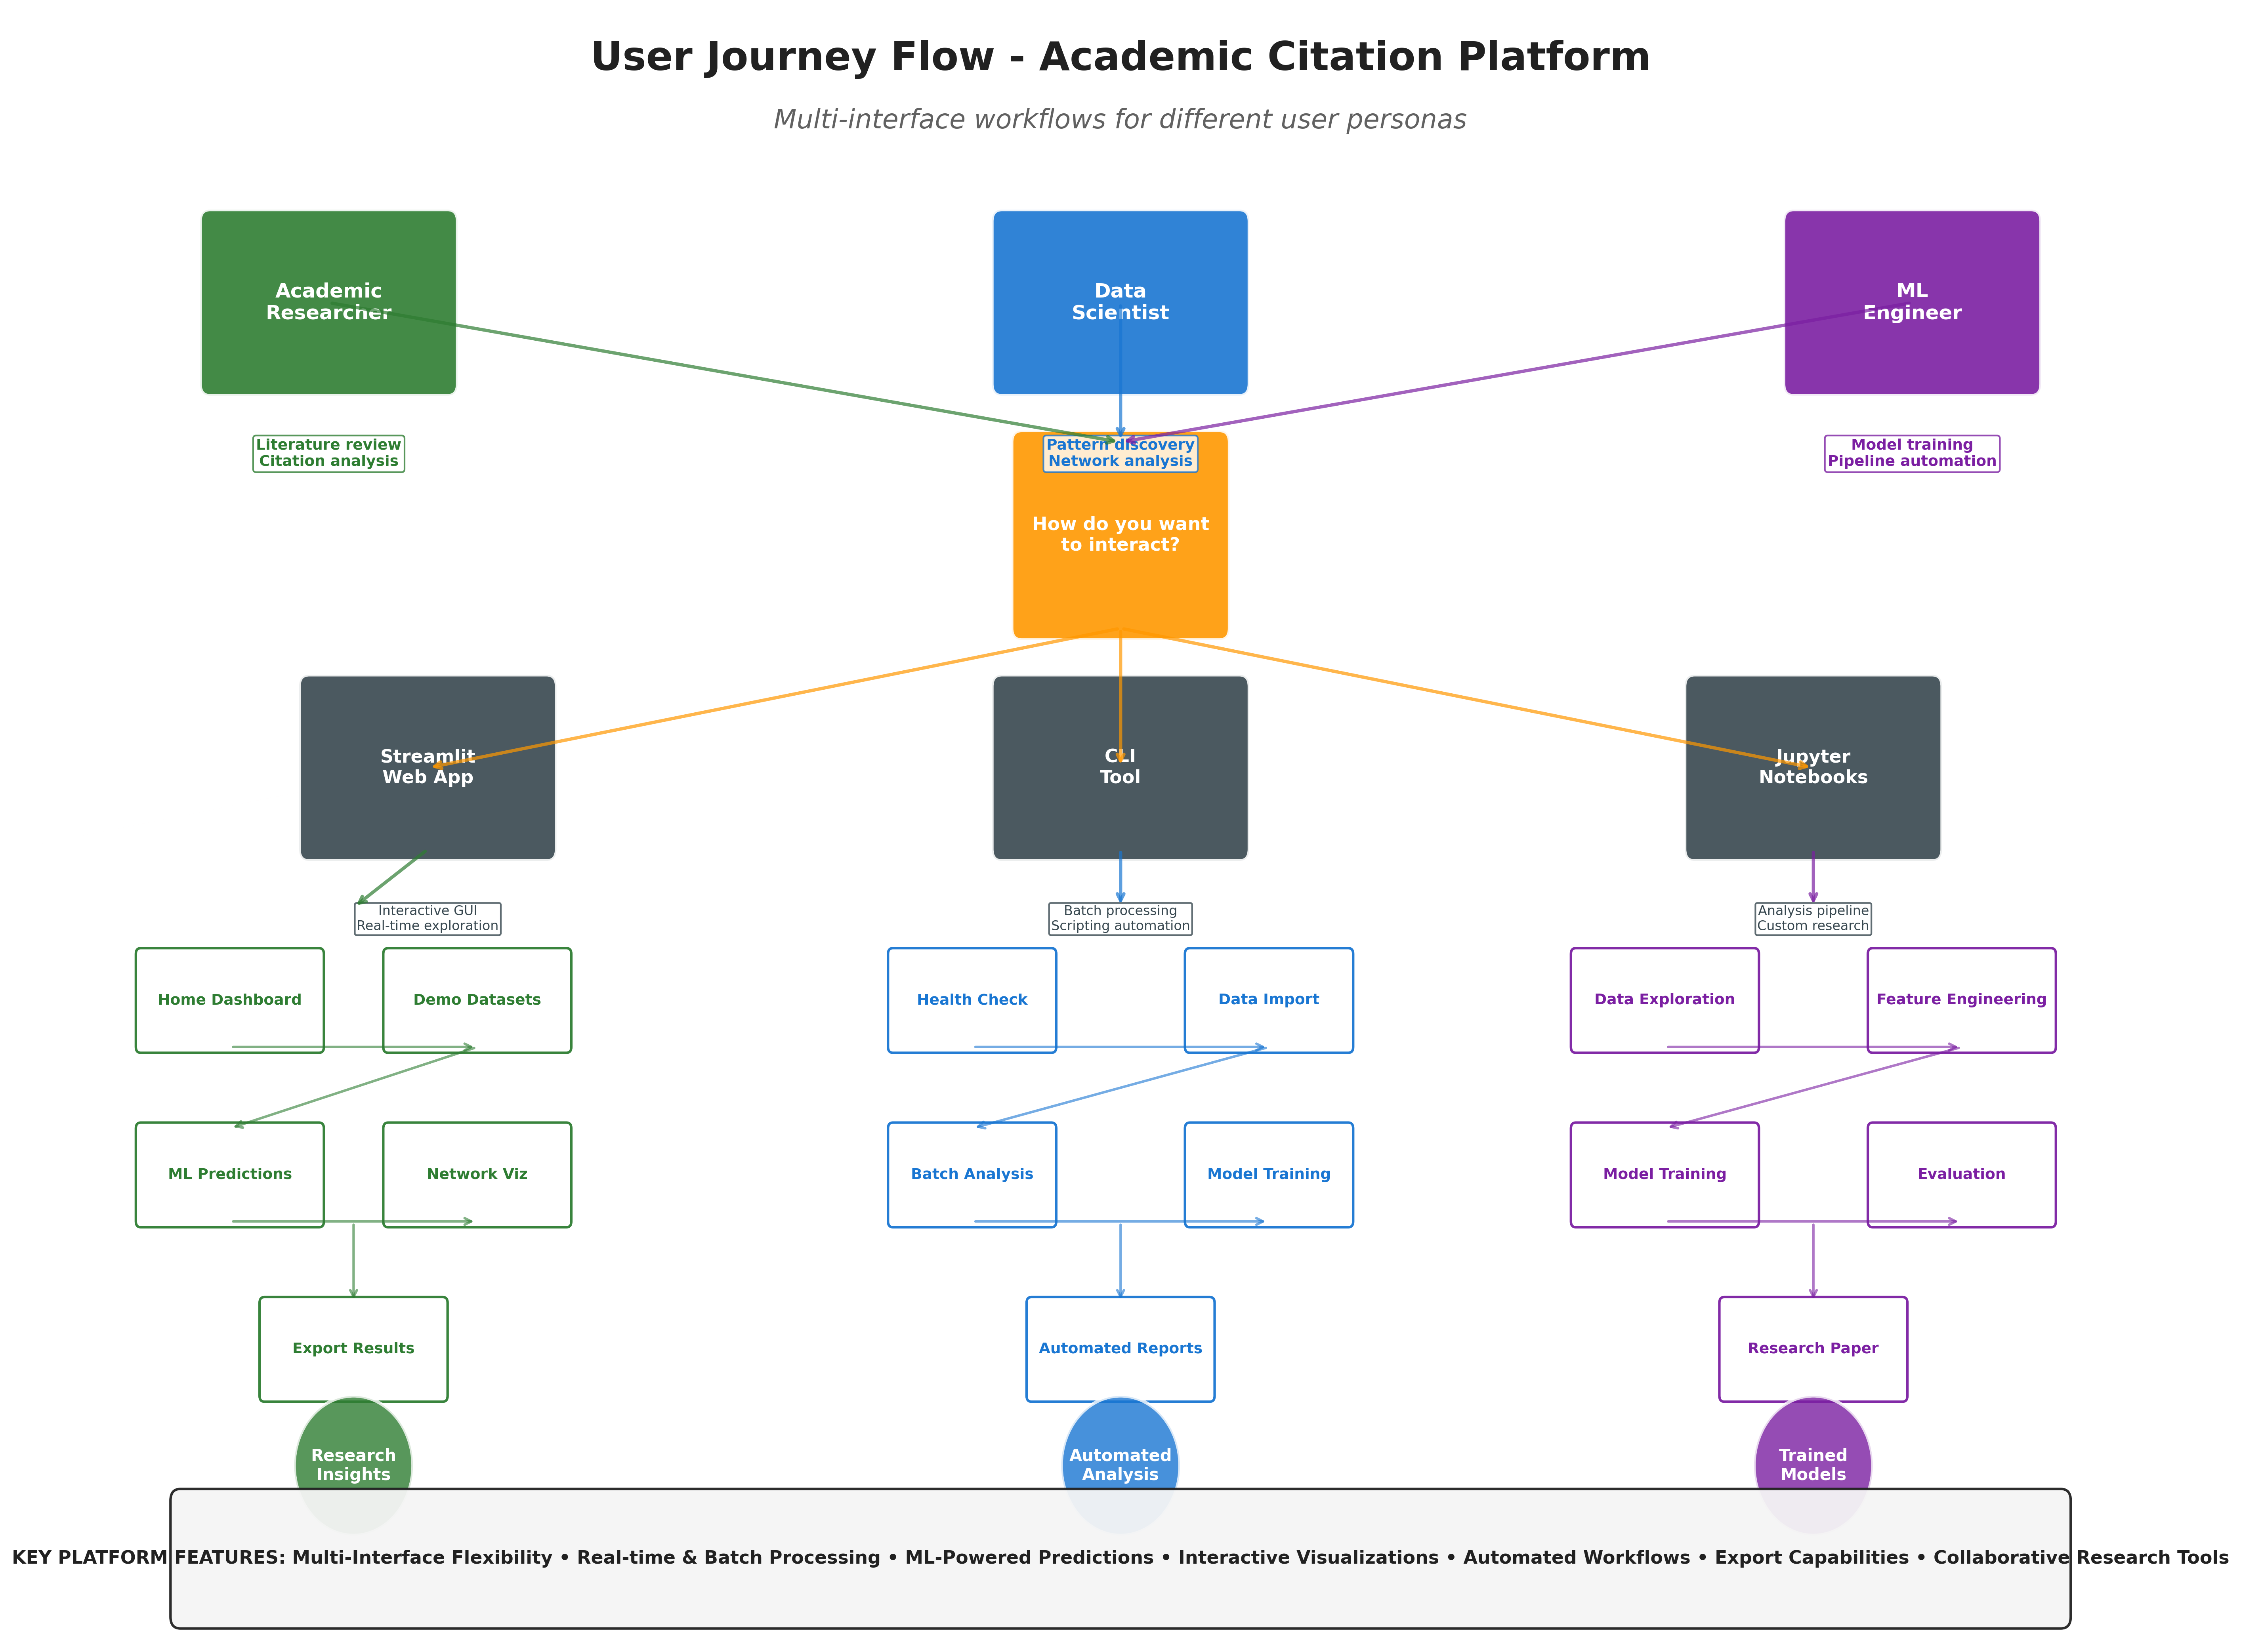 User Journey Flow - Academic Citation Platform
Multi-interface workflows for different user personas
Academic
Researcher
Data
Scientist
ML
Engineer
Literature review
Citation analysis
Pattern discovery
Network analysis
Model training
Pipeline automation
How do you want
to interact?
Streamlit
Web App
CLI
Tool
Jupyter
Notebooks
Interactive GUI
Real-time exploration
Batch processing
Scripting automation
Analysis pipeline
Custom research
Home Dashboard
Demo Datasets
Health Check
Data Import
Data Exploration
Feature Engineering
ML Predictions
Network Viz
Batch Analysis
Model Training
Model Training
Evaluation
Export Results
Automated Reports
Research Paper
Research
Insights
Automated
Analysis
Trained
Models
KEY PLATFORM FEATURES: Multi-Interface Flexibility • Real-time & Batch Processing • ML-Powered Predictions • Interactive Visualizations • Automated Workflows • Export Capabilities • Collaborative Research Tools